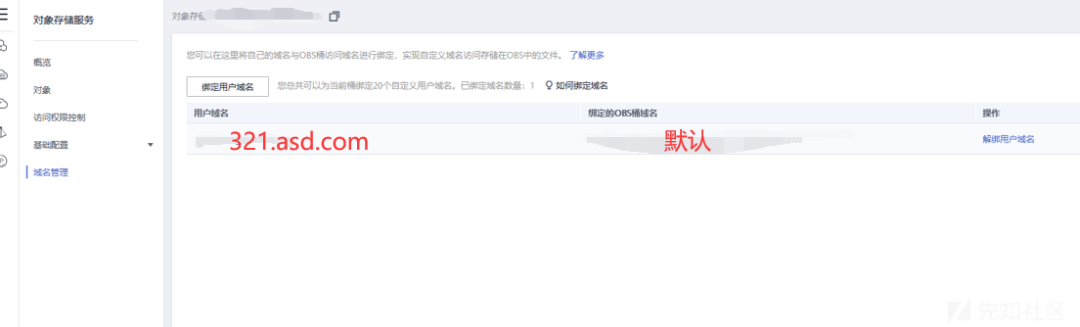 对象存储服务
对象存储
概览
对象
访问权限控制
基础配置
域名管理
您可以在这里将自己的域名与OBS桶访问域名进行绑定，实现自定义域名访问存储在OBS中的文件。 了解更多
绑定用户域名 您总共可以为当前桶绑定20个自定义用户域名。已绑定域名数量：1 如何绑定域名
用户域名 绑定的OBS桶域名 操作
321.asd.com 默认 解绑用户域名
先知社区